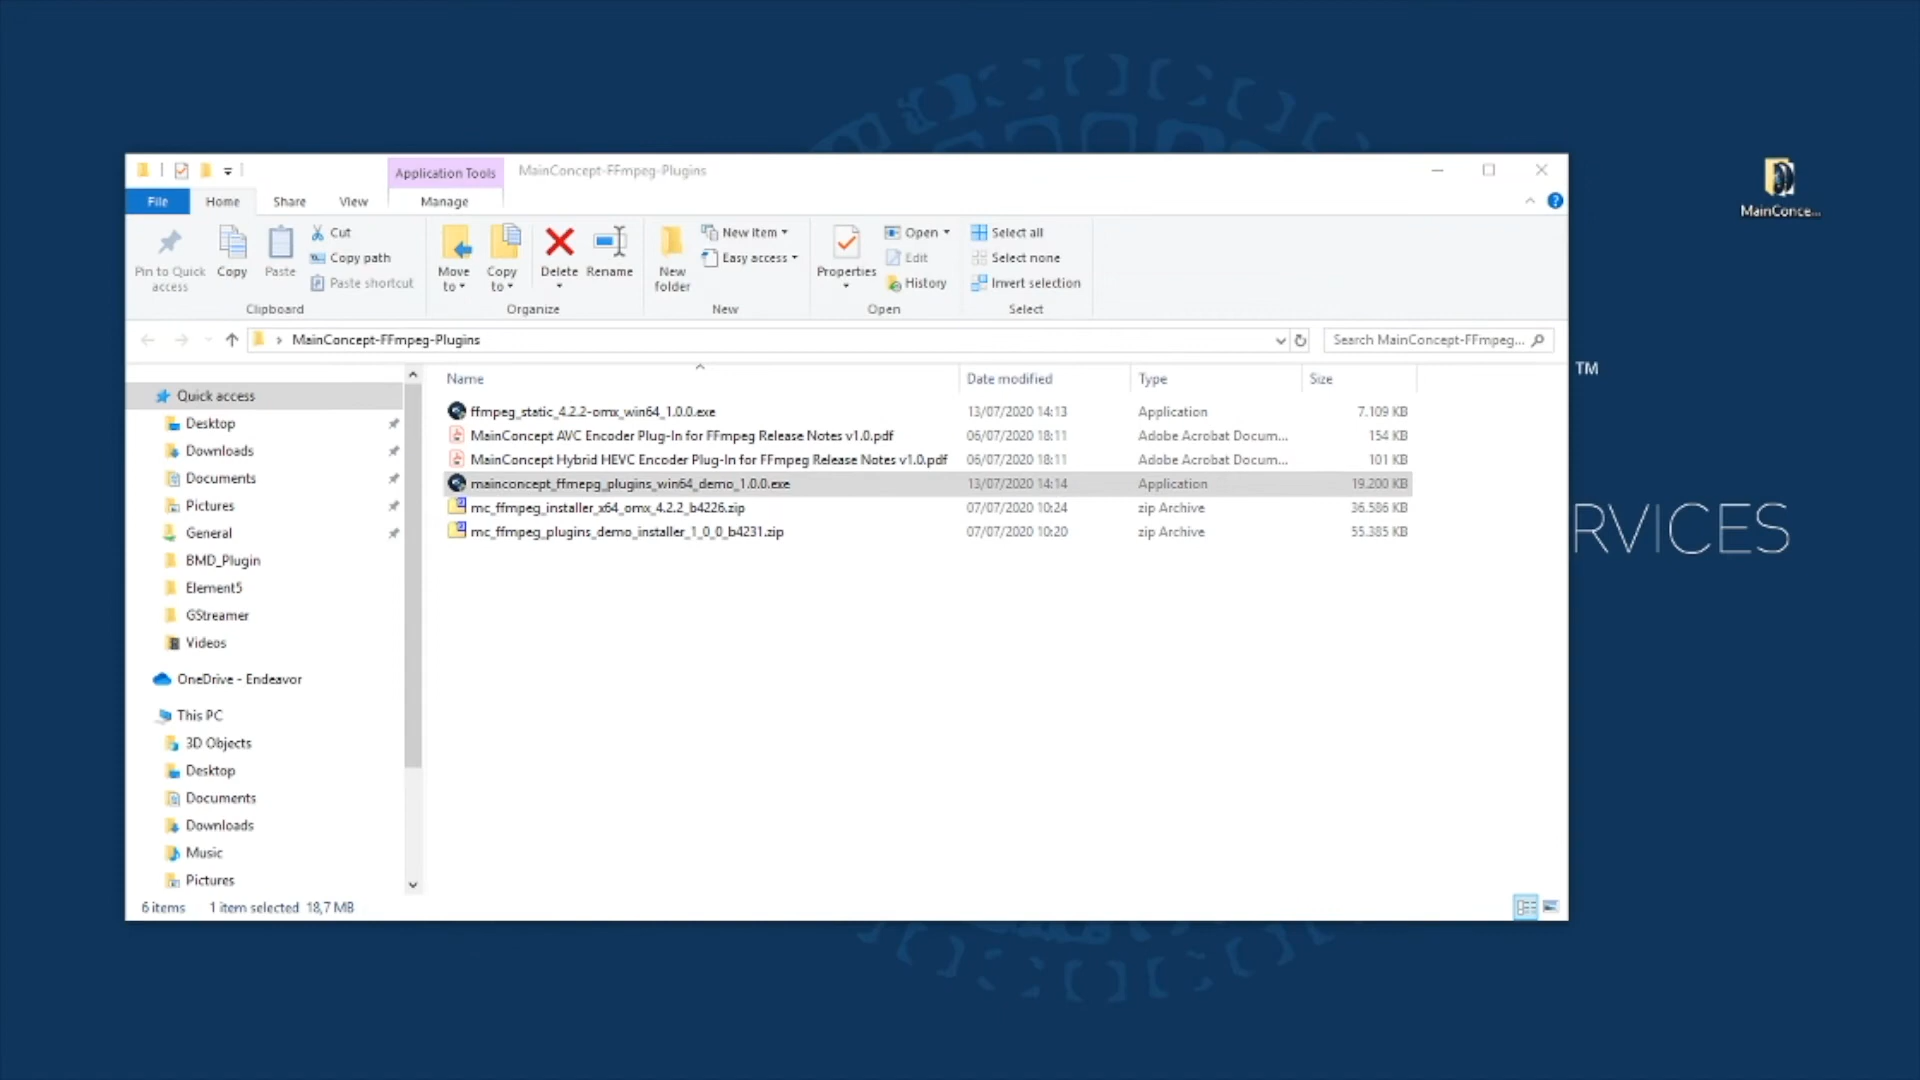 Application Tools MainConcept-FFmpeg-Plugins
File Home Share View Manage
Pin to Quick access
Copy
Paste
Cut
Copy path
Paste shortcut
Clipboard
Move to
Copy to
Delete
Rename
Organize
New folder
New item
Easy access
New
Properties
Open
Edit
History
Open
Select all
Select none
Invert selection
Select
MainConcept-FFmpeg-Plugins
Search MainConcept-FFmpeg...
Quick access
Desktop
Downloads
Documents
Pictures
General
BMD_Plugin
Element5
GStreamer
Videos
OneDrive - Endeavor
This PC
3D Objects
Desktop
Documents
Downloads
Music
Pictures
Name Date modified Type Size
ffmpeg_static_4.2.2-omx_win64_1.0.0.exe 13/07/2020 14:13 Application 7.109 KB
MainConcept AVC Encoder Plug-In for FFmpeg Release Notes v1.0.pdf 06/07/2020 18:11 Adobe Acrobat Docum... 154 KB
MainConcept Hybrid HEVC Encoder Plug-In for FFmpeg Release Notes v1.0.pdf 06/07/2020 18:11 Adobe Acrobat Docum... 101 KB
mainconcept_ffmepg_plugins_win64_demo_1.0.0.exe 13/07/2020 14:14 Application 19.200 KB
mc_ffmpeg_installer_x64_omx_4.2.2_b4226.zip 07/07/2020 10:24 zip Archive 36.586 KB
mc_ffmpeg_plugins_demo_installer_1_0_0_b4231.zip 07/07/2020 10:20 zip Archive 55.385 KB
6 items 1 item selected 18,7 MB
MainConce...
TM
RVICES